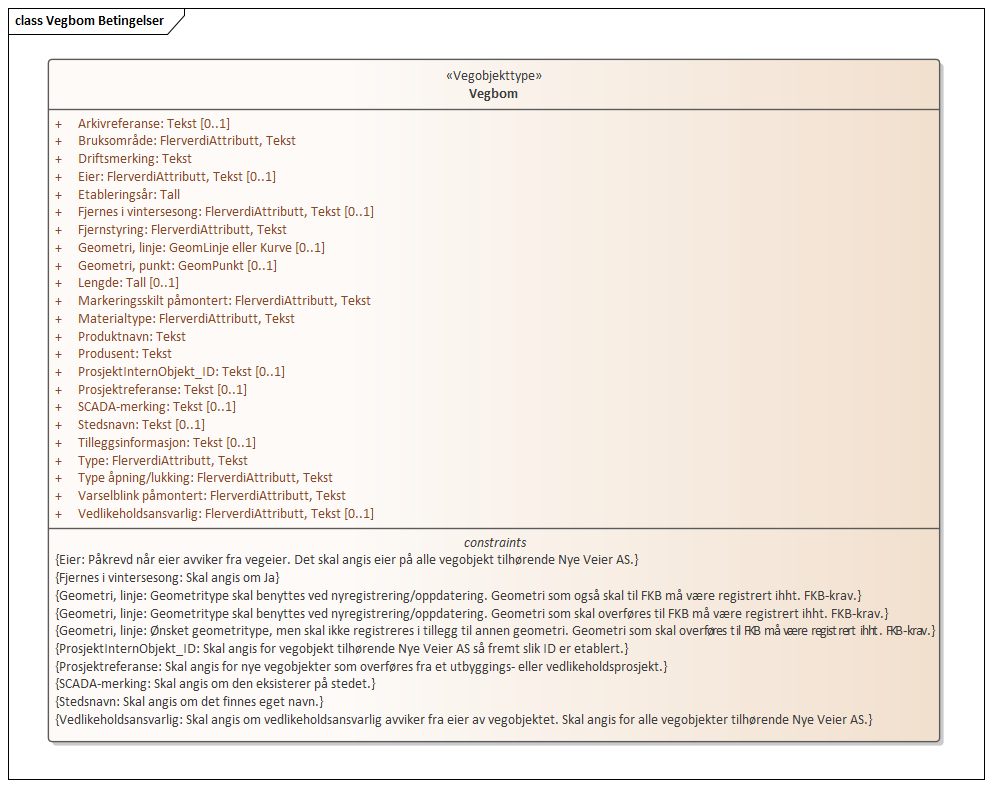 class Vegbom Betingelser
«Vegobjekttype»
Vegbom
+ Arkivreferanse: Tekst [0..1]
+ Bruksområde: FlerverdiAttributt, Tekst
+ Driftsmerking: Tekst
+ Eier: FlerverdiAttributt, Tekst [0..1]
+ Etableringsår: Tall
+ Fjernes i vintersesong: FlerverdiAttributt, Tekst [0..1]
+ Fjernstyring: FlerverdiAttributt, Tekst
+ Geometri, linje: GeomLinje eller Kurve [0..1]
+ Geometri, punkt: GeomPunkt [0..1]
+ Lengde: Tall [0..1]
+ Markeringsskilt påmontert: FlerverdiAttributt, Tekst
+ Materialtype: FlerverdiAttributt, Tekst
+ Produktnavn: Tekst
+ Produsent: Tekst
+ ProsjektInternObjekt_ID: Tekst [0..1]
+ Prosjektreferanse: Tekst [0..1]
+ SCADA-merking: Tekst [0..1]
+ Stedsnavn: Tekst [0..1]
+ Tilleggsinformasjon: Tekst [0..1]
+ Type: FlerverdiAttributt, Tekst
+ Type åpning/lukking: FlerverdiAttributt, Tekst
+ Varselblink påmontert: FlerverdiAttributt, Tekst
+ Vedlikeholdsansvarlig: FlerverdiAttributt, Tekst [0..1]
constraints
{Eier: Påkrevd når eier avviker fra vegeier. Det skal angis eier på alle vegobjekt tilhørende Nye Veier AS.}
{Fjernes i vintersesong: Skal angis om Ja}
{Geometri, linje: Geometritype skal benyttes ved nyregistrering/oppdatering. Geometri som også skal til FKB må være registrert ihht. FKB-krav.}
{Geometri, linje: Geometritype skal benyttes ved nyregistrering/oppdatering. Geometri som skal overføres til FKB må være registrert ihht. FKB-krav.}
{Geometri, linje: Ønsket geometritype, men skal ikke registreres i tillegg til annen geometri. Geometri som skal overføres til FKB må være registrert ihht. FKB-krav.}
{ProsjektInternObjekt_ID: Skal angis for vegobjekt tilhørende Nye Veier AS så fremt slik ID er etablert.}
{Prosjektreferanse: Skal angis for nye vegobjekter som overføres fra et utbyggings- eller vedlikeholdsprosjekt.}
{SCADA-merking: Skal angis om den eksisterer på stedet.}
{Stedsnavn: Skal angis om det finnes eget navn.}
{Vedlikeholdsansvarlig: Skal angis om vedlikeholdsansvarlig avviker fra eier av vegobjektet. Skal angis for alle vegobjekter tilhørende Nye Veier AS.}